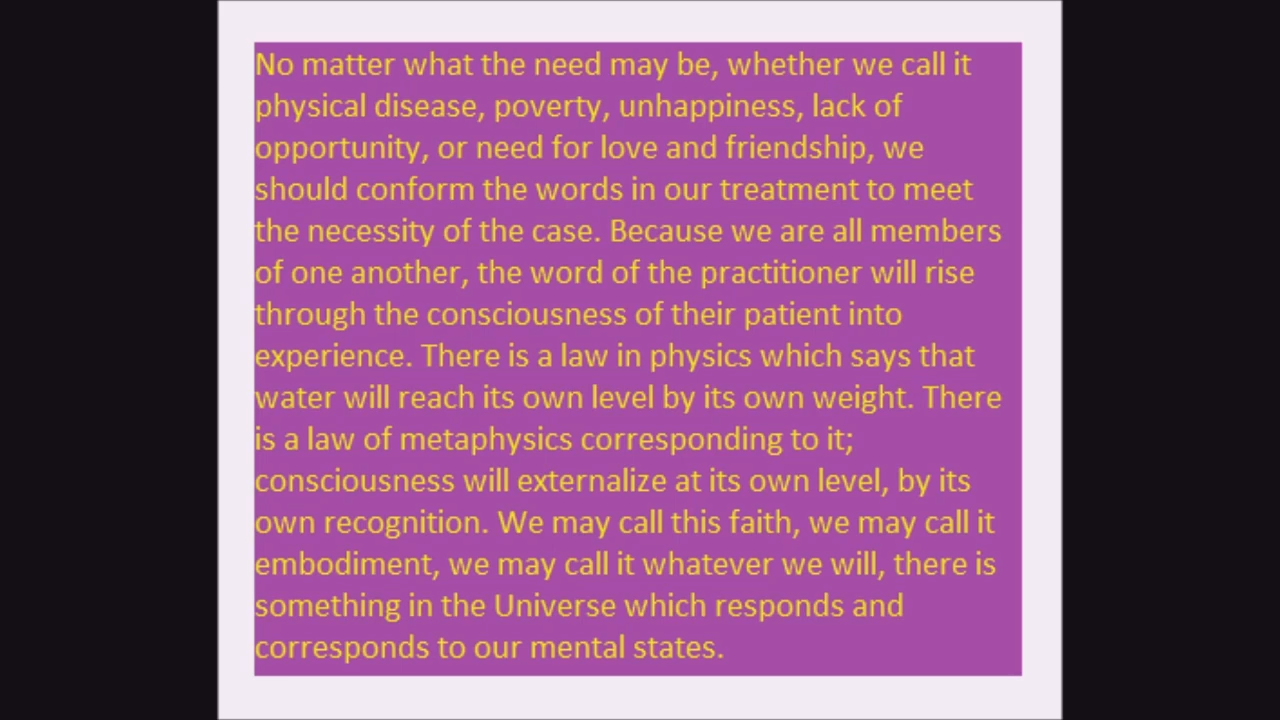 No matter what the need may be, whether we call it
physical disease, poverty, unhappiness, lack of
opportunity, or need for love and friendship, we
should conform the words in our treatment to meet
the necessity of the case. Because we are all members
of one another, the word of the practitioner will rise
through the consciousness of their patient into
experience. There is a law in physics which says that
water will reach its own level by its own weight. There
is a law of metaphysics corresponding to it;
consciousness will externalize at its own level, by its
own recognition. We may call this faith, we may call it
embodiment, we may call it whatever we will, there is
something in the Universe which responds and
corresponds to our mental states.